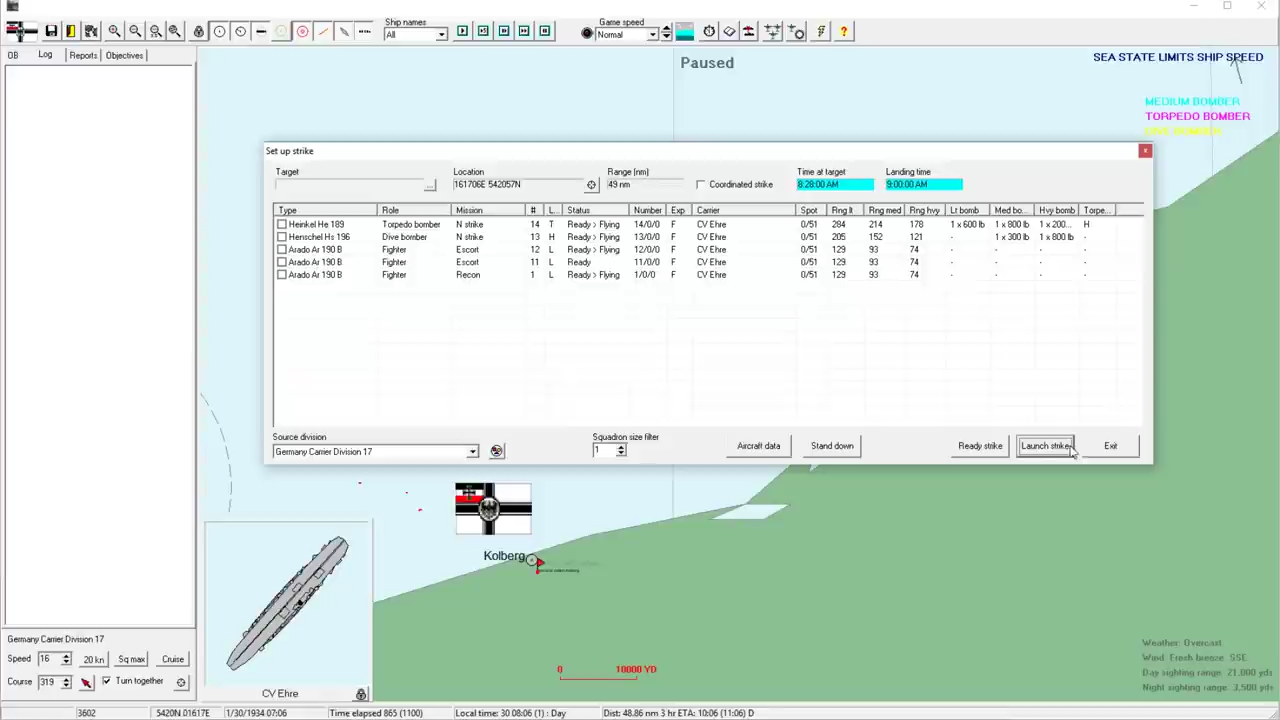 Ship names
Game speed
All
Normal
OB
Log
Reports
Objectives
Paused
SEA STATE LIMITS SHIP SPEED
MEDIUM BOMBER
TORPEDO BOMBER
DIVE BOMBER
Set up strike
Target
Location
Range (nm)
Time at target
Landing time
161706E 542057N
49 nm
Coordinated strike
8:28:00 AM
9:00:00 AM
Type Role Mission # L... Status Number Exp Carrier Spot Rng lt Rng med Rng hvy Lt bomb Med bo... Hvy bomb Torpe...
Heinkel He 189 Torpedo bomber N strike 14 T Ready > Flying 14/0/0 F CV Ehre 0/51 284 214 178 1 x 600 lb 1 x 800 lb 1 x 200... H
Henschel Hs 196 Dive bomber N strike 13 H Ready > Flying 13/0/0 F CV Ehre 0/51 205 152 121 - 1 x 300 lb 1 x 800 lb -
Arado Ar 190 B Fighter Escort 12 L Ready > Flying 12/0/0 F CV Ehre 0/51 129 93 74 - - - -
Arado Ar 190 B Fighter Escort 11 L Ready 11/0/0 F CV Ehre 0/51 129 93 74 - - - -
Arado Ar 190 B Fighter Recon 1 L Ready > Flying 1/0/0 F CV Ehre 0/51 129 93 74 - - - -
Source division
Germany Carrier Division 17
Squadron size filter
1
Aircraft data
Stand down
Ready strike
Launch strike
Exit
Kolberg
0 10000 YD
CV Ehre
Germany Carrier Division 17
Speed 16 20 kn Sq max Cruise
Course 319 Turn together
Weather: Overcast
Wind: Fresh breeze SSE
Day sighting range: 21,000 yds
Night sighting range: 3,500 yds
3602 5420N 01617E 1/30/1934 07:06 Time elapsed 865 (1100) Local time: 30 08:06 (1) : Day Dist: 48.86 nm 3 hr ETA: 10:06 (11:06) D